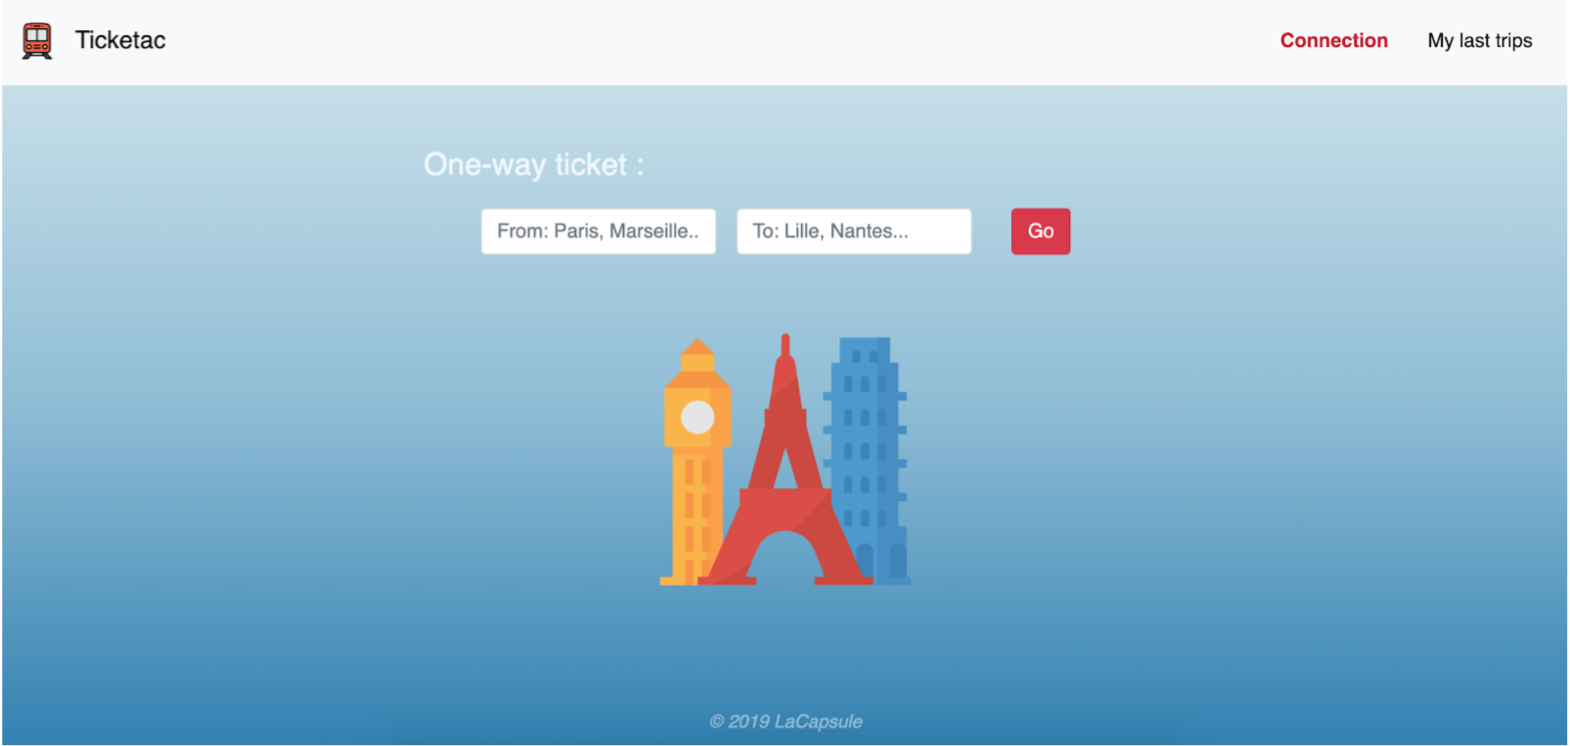 Ticketac
Connection
My last trips
One-way ticket :
From: Paris, Marseille..
To: Lille, Nantes...
Go
© 2019 LaCapsule